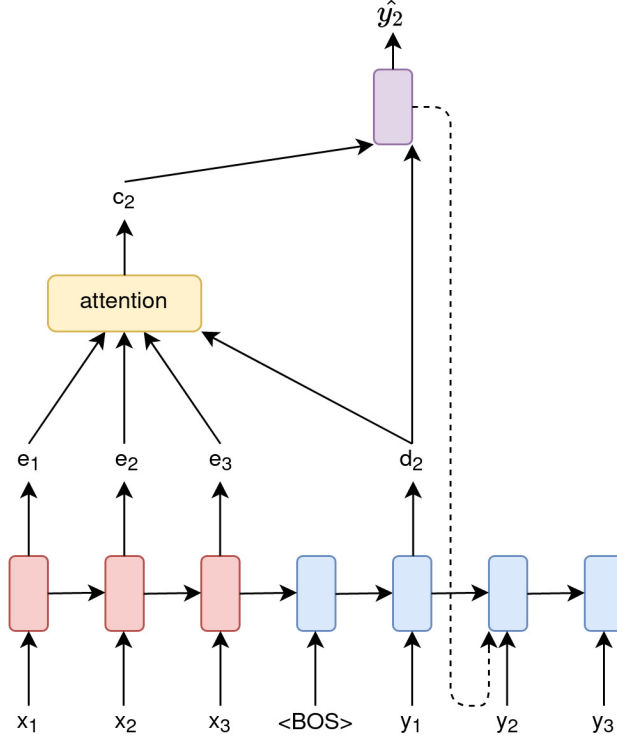 ŷ₂
c₂
attention
e₁ e₂ e₃ d₂
x₁ x₂ x₃ <BOS> y₁ y₂ y₃